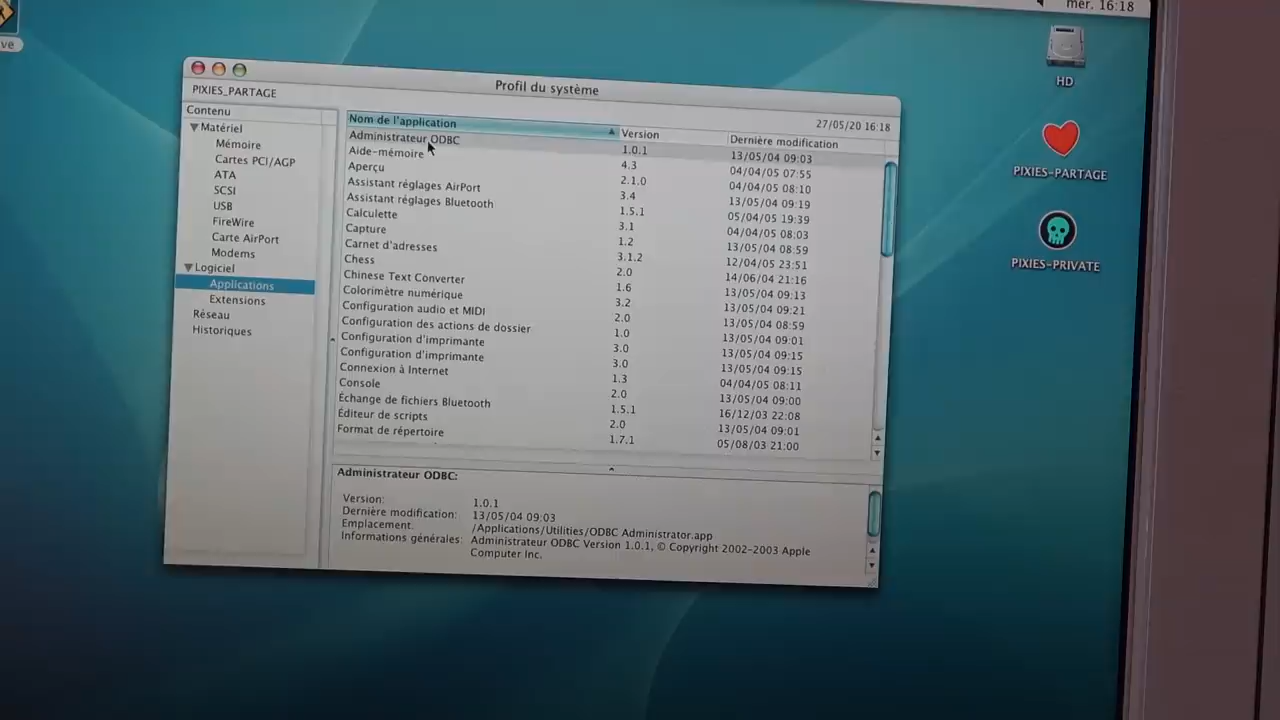 mer. 16:18
ve
HD
PIXIES-PARTAGE
PIXIES-PRIVATE
Profil du système
PIXIES_PARTAGE
27/05/20 16:18
Contenu
Matériel
Mémoire
Cartes PCI/AGP
ATA
SCSI
USB
FireWire
Carte AirPort
Modems
Logiciel
Applications
Extensions
Réseau
Historiques
Nom de l'application Version Dernière modification
Administrateur ODBC 1.0.1 13/05/04 09:03
Aide-mémoire 4.3 04/04/05 07:55
Aperçu 2.1.0 04/04/05 08:10
Assistant réglages AirPort 3.4 13/05/04 09:19
Assistant réglages Bluetooth 1.5.1 05/04/05 19:39
Calculette 3.1 04/04/05 08:03
Capture 1.2 13/05/04 08:59
Carnet d'adresses 3.1.2 12/04/05 23:51
Chess 2.0 14/06/04 21:16
Chinese Text Converter 1.6 13/05/04 09:13
Colorimètre numérique 3.2 13/05/04 09:21
Configuration audio et MIDI 2.0 13/05/04 08:59
Configuration des actions de dossier 1.0 13/05/04 09:01
Configuration d'imprimante 3.0 13/05/04 09:15
Configuration d'imprimante 3.0 13/05/04 09:15
Connexion à Internet 1.3 04/04/05 08:11
Console 2.0 13/05/04 09:00
Échange de fichiers Bluetooth 1.5.1 16/12/03 22:08
Éditeur de scripts 2.0 13/05/04 09:01
Format de répertoire 1.7.1 05/08/03 21:00
Administrateur ODBC:
Version: 1.0.1
Dernière modification: 13/05/04 09:03
Emplacement: /Applications/Utilities/ODBC Administrator.app
Informations générales: Administrateur ODBC Version 1.0.1, © Copyright 2002-2003 Apple
Computer Inc.